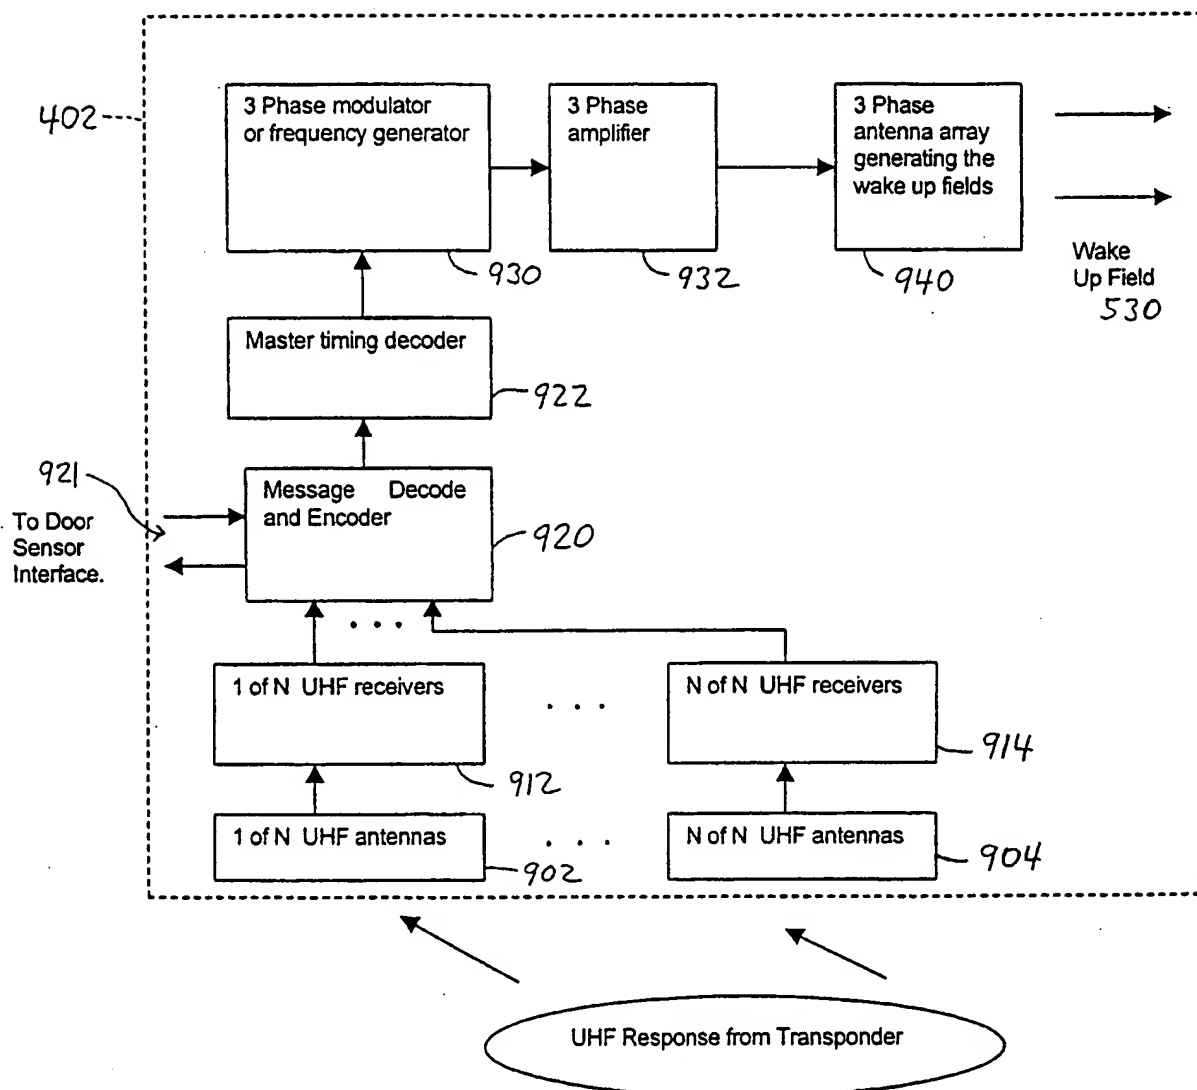 402
3 Phase modulator
or frequency generator
930
3 Phase
amplifier
932
3 Phase
antenna array
generating the
wake up fields
940
Wake
Up Field
530
Master timing decoder
922
921
To Door
Sensor
Interface.
Message Decode
and Encoder
920
. . .
1 of N UHF receivers
912
. . .
N of N UHF receivers
914
1 of N UHF antennas
902
. . .
N of N UHF antennas
904
UHF Response from Transponder